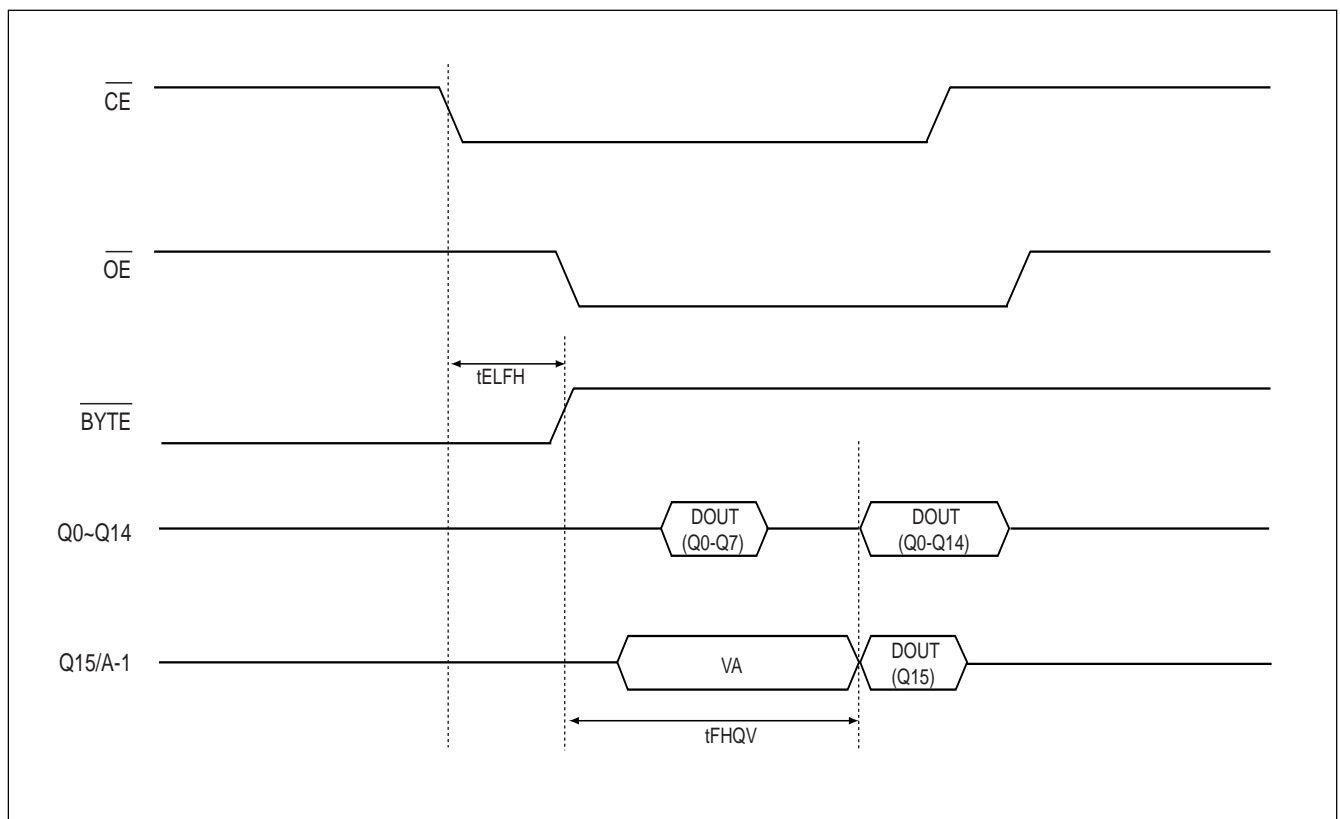 CE
OE
tELFH
BYTE
Q0~Q14
DOUT
(Q0-Q7)
DOUT
(Q0-Q14)
Q15/A-1
VA
DOUT
(Q15)
tFHQV